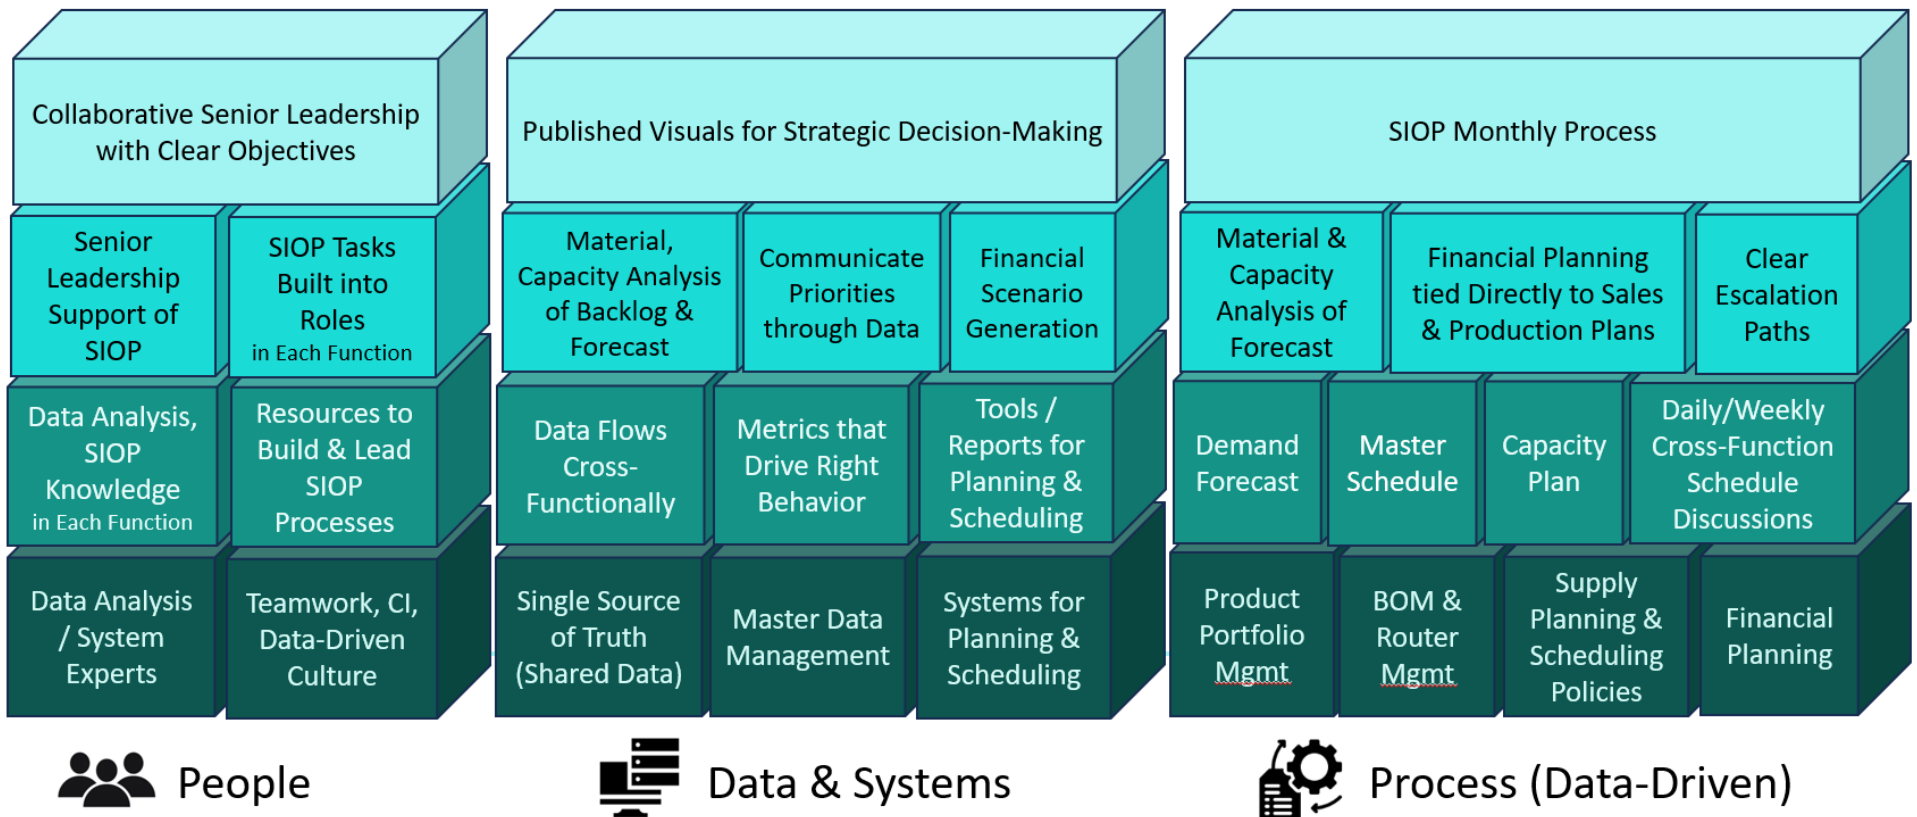 Collaborative Senior Leadership
with Clear Objectives
Published Visuals for Strategic Decision-Making
SIOP Monthly Process
Senior
Leadership
Support of
SIOP
SIOP Tasks
Built into
Roles
in Each Function
Material,
Capacity Analysis
of Backlog &
Forecast
Communicate
Priorities
through Data
Financial
Scenario
Generation
Material &
Capacity
Analysis of
Forecast
Financial Planning
tied Directly to Sales
& Production Plans
Clear
Escalation
Paths
Data Analysis,
SIOP
Knowledge
in Each Function
Resources to
Build & Lead
SIOP
Processes
Data Flows
Cross-
Functionally
Metrics that
Drive Right
Behavior
Tools /
Reports for
Planning &
Scheduling
Demand
Forecast
Master
Schedule
Capacity
Plan
Daily/Weekly
Cross-Function
Schedule
Discussions
Data Analysis
/ System
Experts
Teamwork, CI,
Data-Driven
Culture
Single Source
of Truth
(Shared Data)
Master Data
Management
Systems for
Planning &
Scheduling
Product
Portfolio
Mgmt
BOM &
Router
Mgmt
Supply
Planning &
Scheduling
Policies
Financial
Planning
People
Data & Systems
Process (Data-Driven)